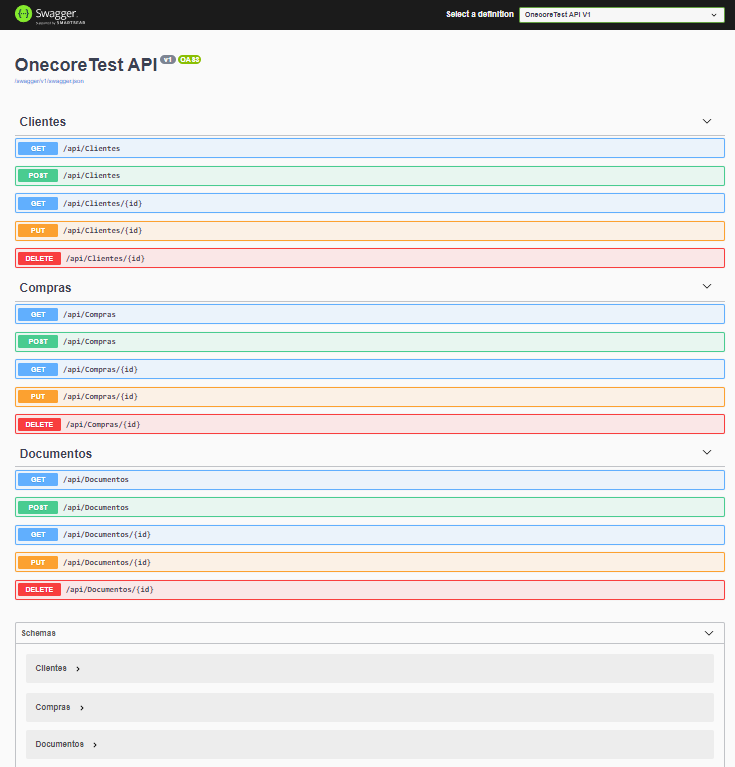 Swagger.
Supported by SMARTBEAR
Select a definition
OnecoreTest API V1
OnecoreTest API v1 OAS3
/swagger/v1/swagger.json
Clientes
GET /api/Clientes
POST /api/Clientes
GET /api/Clientes/{id}
PUT /api/Clientes/{id}
DELETE /api/Clientes/{id}
Compras
GET /api/Compras
POST /api/Compras
GET /api/Compras/{id}
PUT /api/Compras/{id}
DELETE /api/Compras/{id}
Documentos
GET /api/Documentos
POST /api/Documentos
GET /api/Documentos/{id}
PUT /api/Documentos/{id}
DELETE /api/Documentos/{id}
Schemas
Clientes
Compras
Documentos